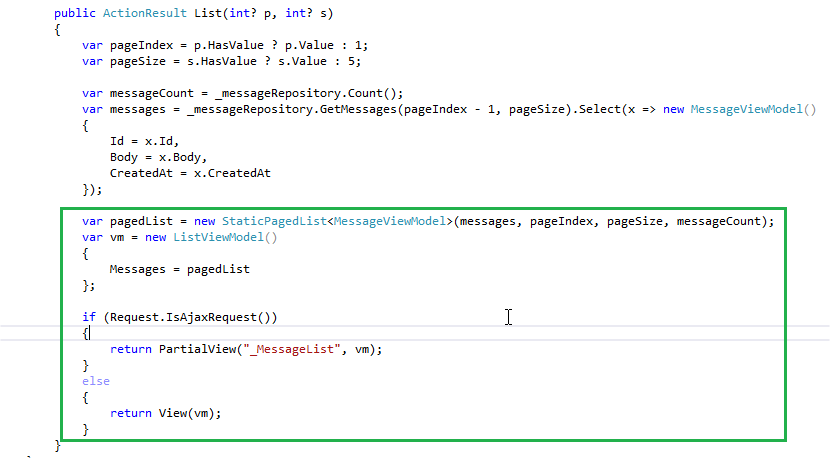 public ActionResult List(int? p, int? s)
{
    var pageIndex = p.HasValue ? p.Value : 1;
    var pageSize = s.HasValue ? s.Value : 5;

    var messageCount = _messageRepository.Count();
    var messages = _messageRepository.GetMessages(pageIndex - 1, pageSize).Select(x => new MessageViewModel()
    {
        Id = x.Id,
        Body = x.Body,
        CreatedAt = x.CreatedAt
    });

    var pagedList = new StaticPagedList<MessageViewModel>(messages, pageIndex, pageSize, messageCount);
    var vm = new ListViewModel()
    {
        Messages = pagedList
    };

    if (Request.IsAjaxRequest())
    {
        return PartialView("_MessageList", vm);
    }
    else
    {
        return View(vm);
    }
}